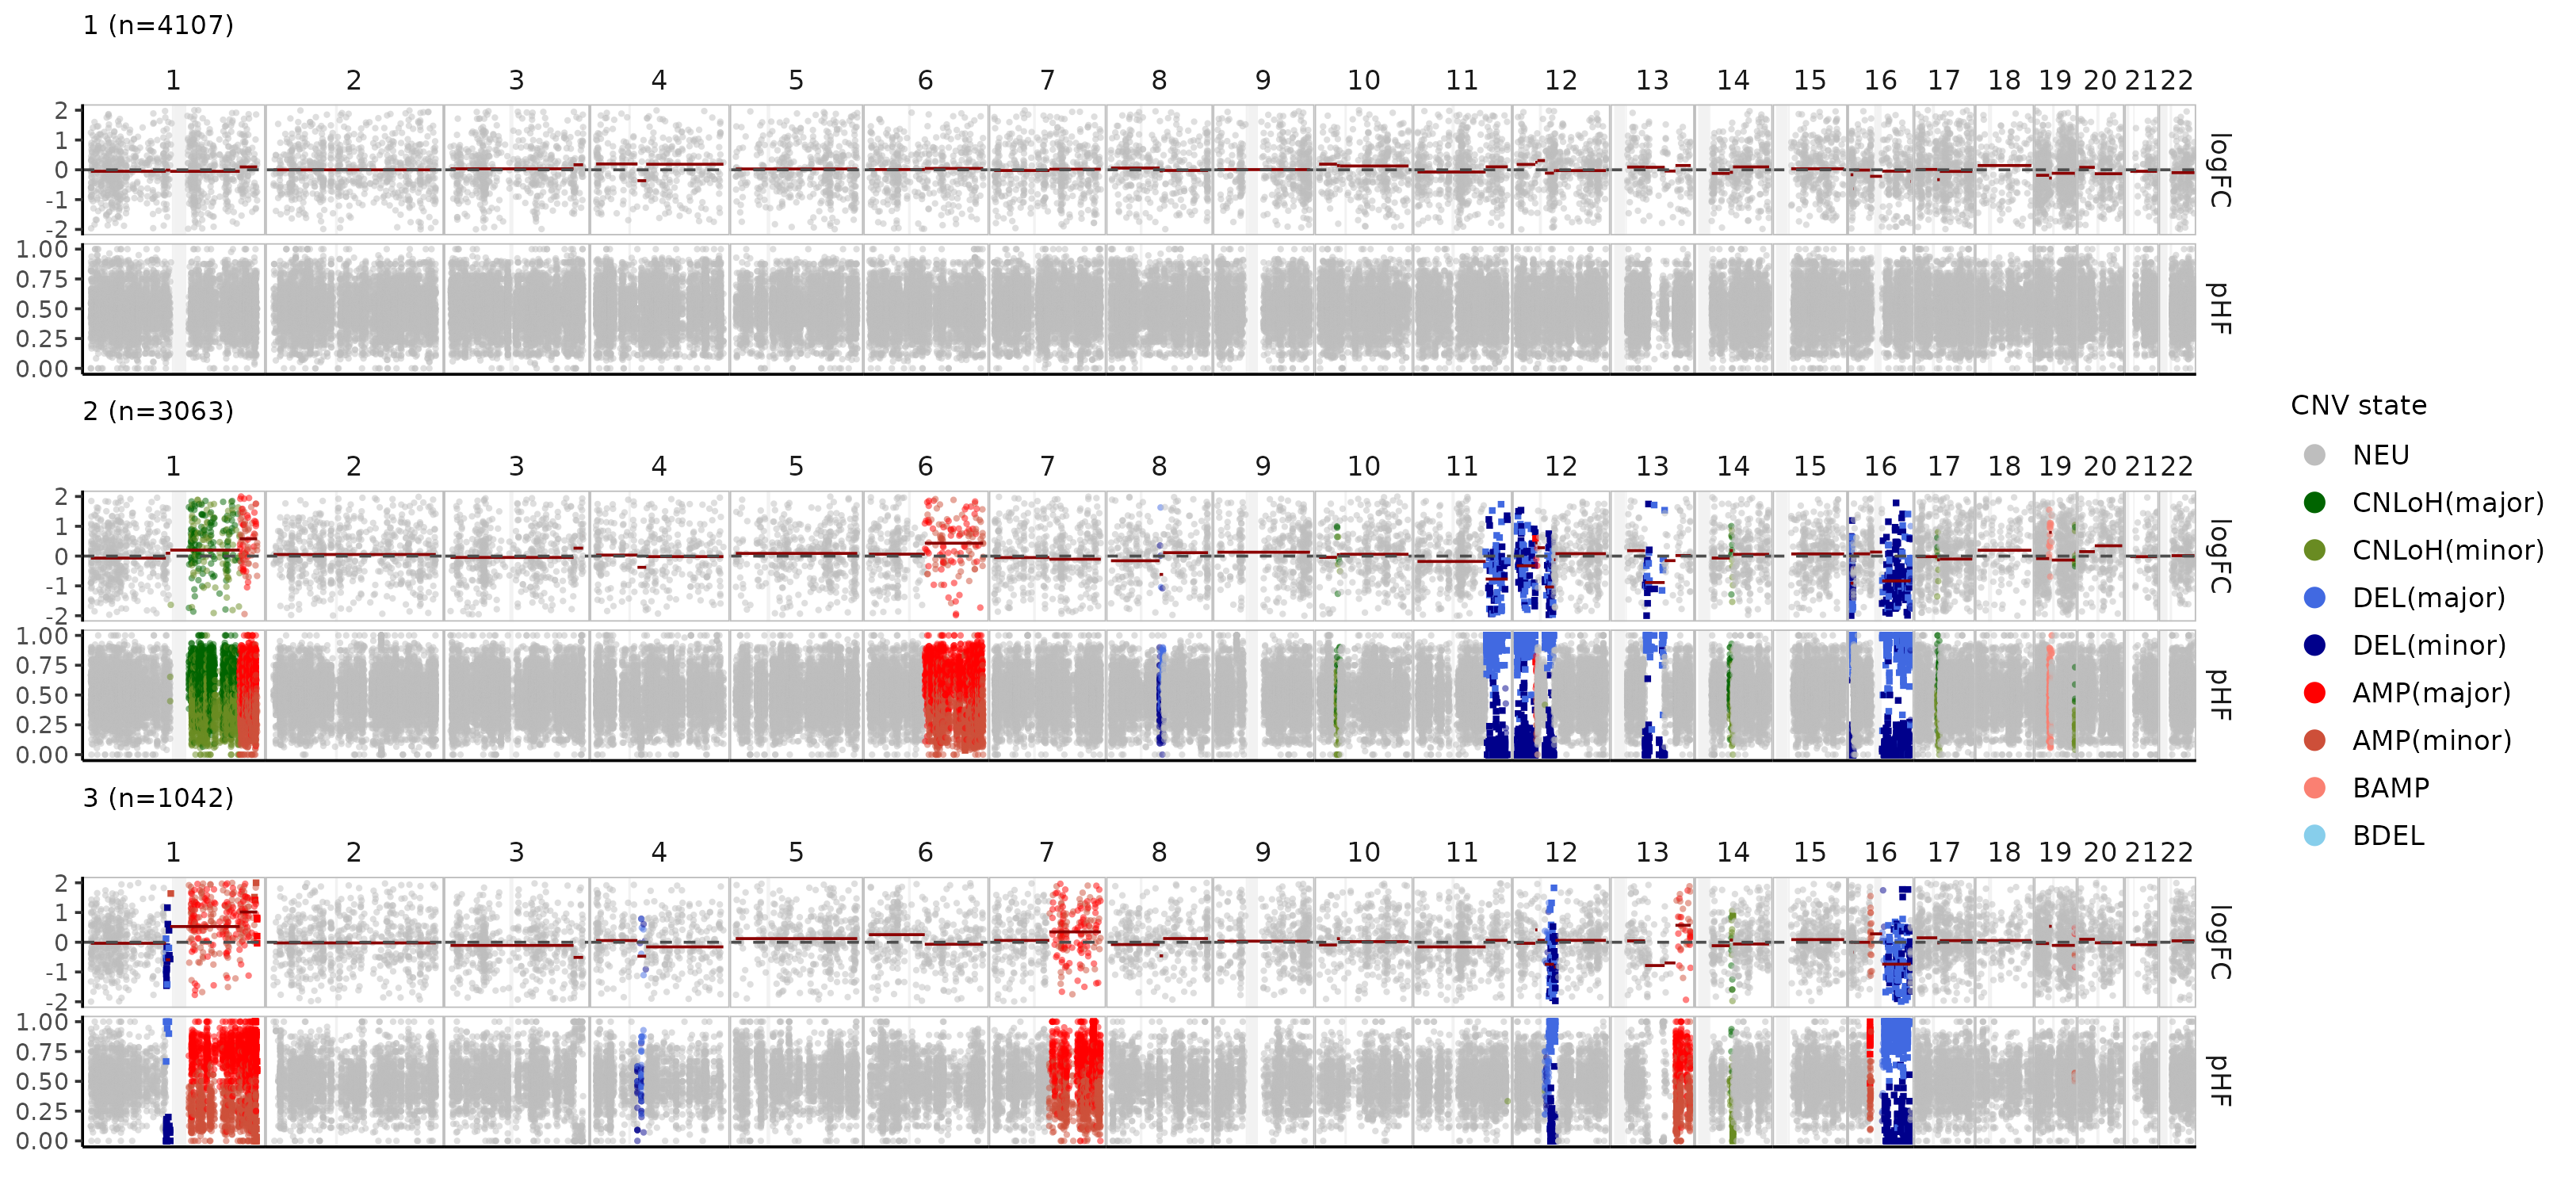 1 (n=4107)
1 2 3 4 5 6 7 8 9 10 11 12 13 14 15 16 17 18 19 20 21 22
2
1
0
-1
-2
logFC
1.00
0.75
0.50
0.25
0.00
pHF
2 (n=3063)
1 2 3 4 5 6 7 8 9 10 11 12 13 14 15 16 17 18 19 20 21 22
2
1
0
-1
-2
logFC
1.00
0.75
0.50
0.25
0.00
pHF
3 (n=1042)
1 2 3 4 5 6 7 8 9 10 11 12 13 14 15 16 17 18 19 20 21 22
2
1
0
-1
-2
logFC
1.00
0.75
0.50
0.25
0.00
pHF
CNV state
NEU
CNLoH(major)
CNLoH(minor)
DEL(major)
DEL(minor)
AMP(major)
AMP(minor)
BAMP
BDEL